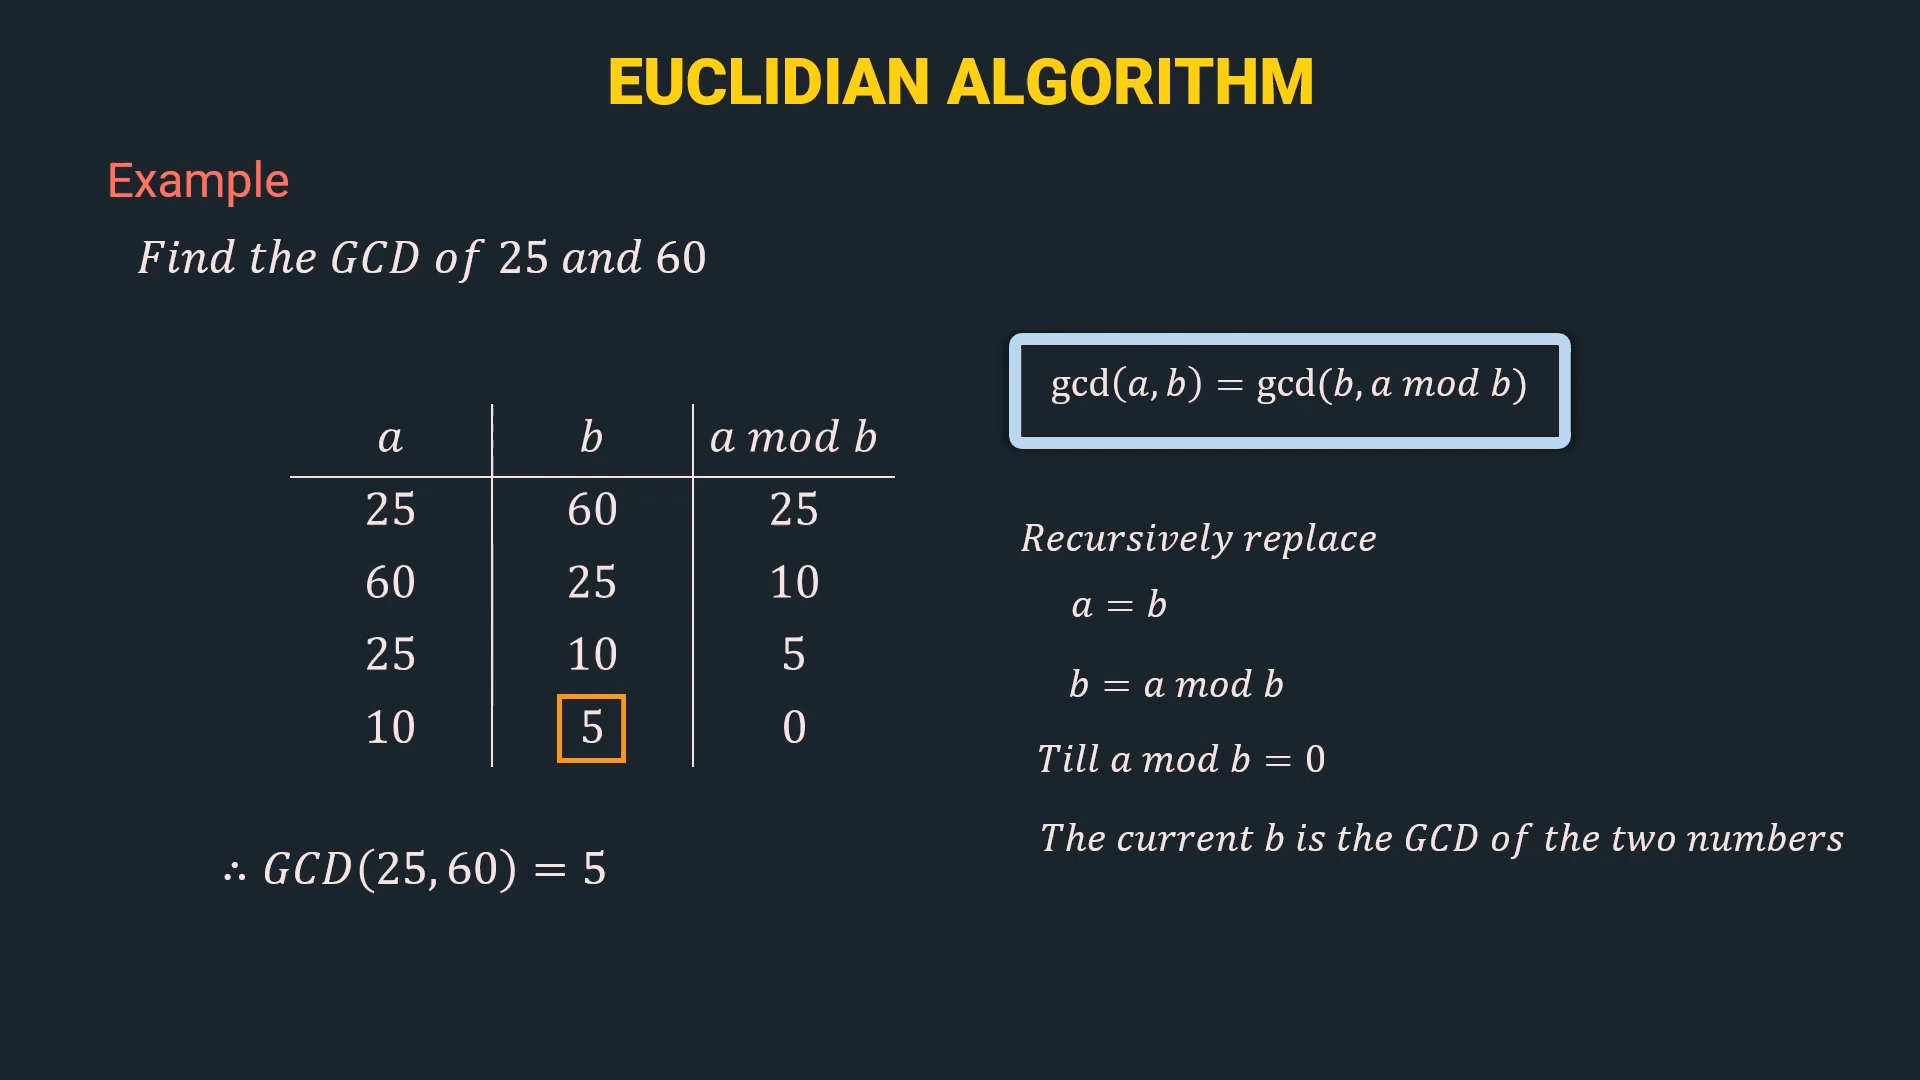 EUCLIDIAN ALGORITHM
Example
Find the GCD of 25 and 60
gcd(a, b) = gcd(b, a mod b)
a b a mod b
25 60 25
60 25 10
25 10 5
10 5 0
∴ GCD(25, 60) = 5
Recursively replace
a = b
b = a mod b
Till a mod b = 0
The current b is the GCD of the two numbers